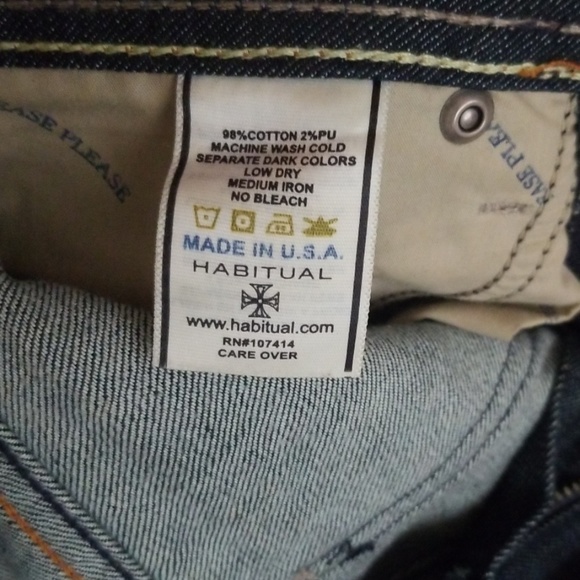 98%COTTON 2%PU
MACHINE WASH COLD
SEPARATE DARK COLORS
LOW DRY
MEDIUM IRON
NO BLEACH
MADE IN U.S.A.
HABITUAL
www.habitual.com
RN#107414
CARE OVER
EASE PLEASE
EASE PLEA